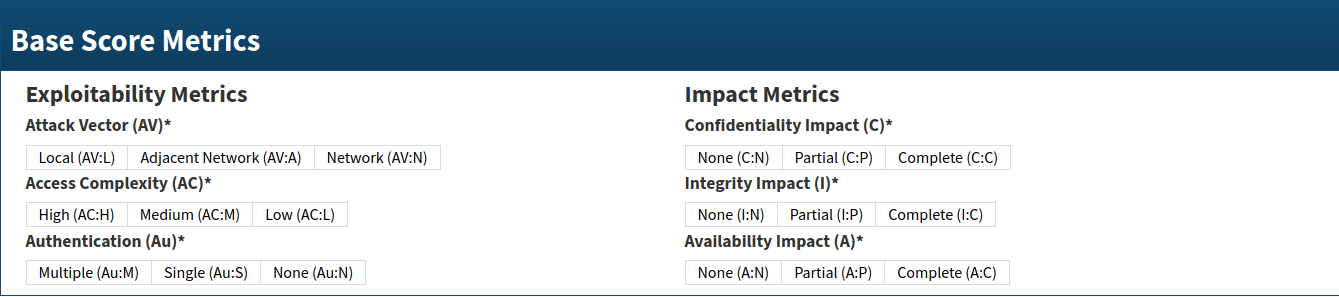 Base Score Metrics
Exploitability Metrics
Attack Vector (AV)*
Local (AV:L) Adjacent Network (AV:A) Network (AV:N)
Access Complexity (AC)*
High (AC:H) Medium (AC:M) Low (AC:L)
Authentication (Au)*
Multiple (Au:M) Single (Au:S) None (Au:N)
Impact Metrics
Confidentiality Impact (C)*
None (C:N) Partial (C:P) Complete (C:C)
Integrity Impact (I)*
None (I:N) Partial (I:P) Complete (I:C)
Availability Impact (A)*
None (A:N) Partial (A:P) Complete (A:C)